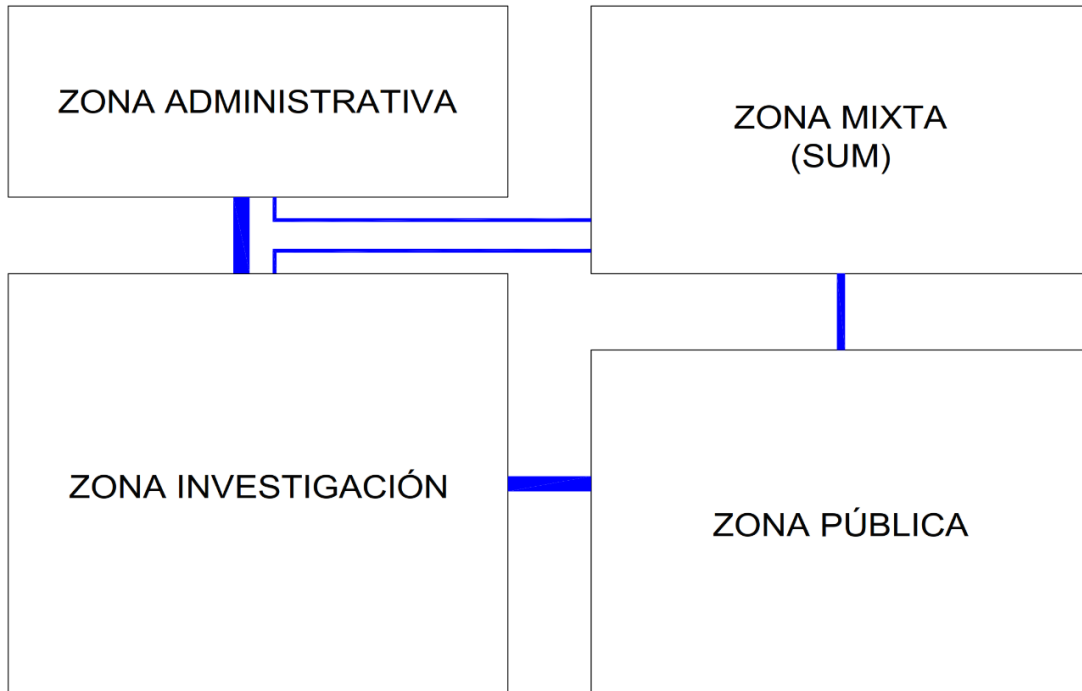 ZONA ADMINISTRATIVA
ZONA MIXTA
(SUM)
ZONA INVESTIGACIÓN
ZONA PÚBLICA